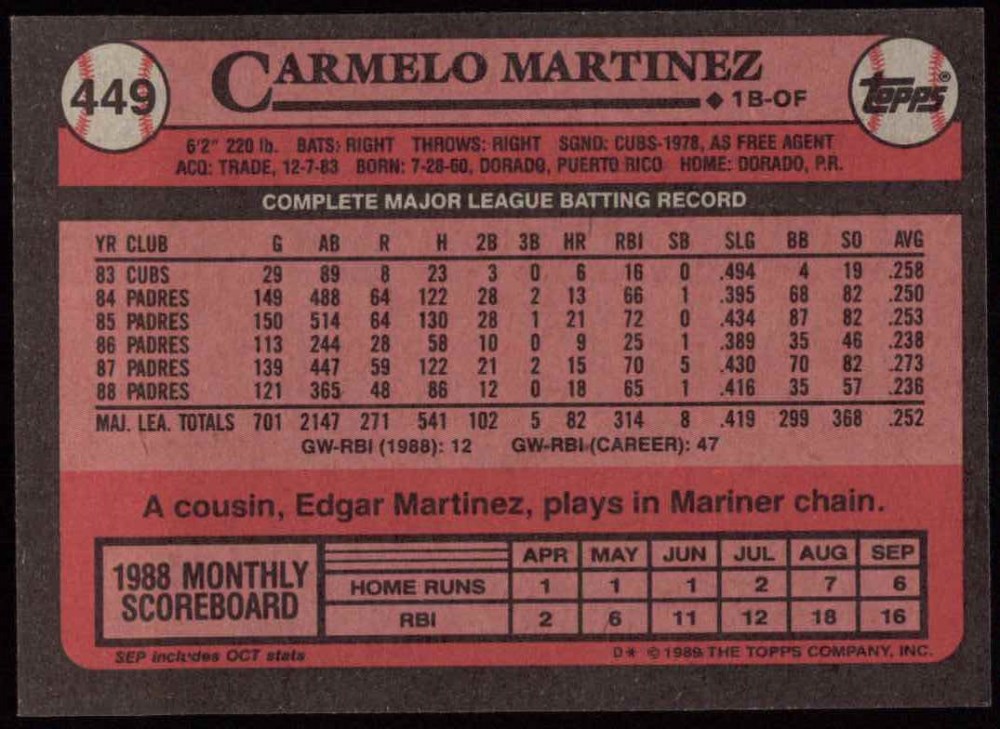 449
CARMELO MARTINEZ
◆ 1B-OF
TOPPS®
6'2" 220 lb. BATS: RIGHT THROWS: RIGHT SGND: CUBS-1978, AS FREE AGENT
ACQ: TRADE, 12-7-83 BORN: 7-28-60, DORADO, PUERTO RICO HOME: DORADO, P.R.
COMPLETE MAJOR LEAGUE BATTING RECORD
YR CLUB G AB R H 2B 3B HR RBI SB SLG BB SO AVG
83 CUBS 29 89 8 23 3 0 6 16 0 .494 4 19 .258
84 PADRES 149 488 64 122 28 2 13 66 1 .395 68 82 .250
85 PADRES 150 514 64 130 28 1 21 72 0 .434 87 82 .253
86 PADRES 113 244 28 58 10 0 9 25 1 .389 35 46 .238
87 PADRES 139 447 59 122 21 2 15 70 5 .430 70 82 .273
88 PADRES 121 365 48 86 12 0 18 65 1 .416 35 57 .236
MAJ. LEA. TOTALS 701 2147 271 541 102 5 82 314 8 .419 299 368 .252
GW-RBI (1988): 12 GW-RBI (CAREER): 47
A cousin, Edgar Martinez, plays in Mariner chain.
1988 MONTHLY
SCOREBOARD
APR MAY JUN JUL AUG SEP
HOME RUNS 1 1 1 2 7 6
RBI 2 6 11 12 18 16
SEP includes OCT stats
D* © 1989 THE TOPPS COMPANY, INC.